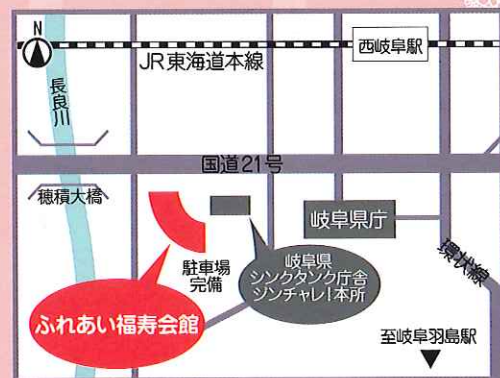 N
西岐阜駅
JR東海道本線
長良川
国道21号
穂積大橋
岐阜県庁
駐車場
完備
岐阜県
シンクタンク庁舎
ジンチャレ!本所
環状線
ふれあい福寿会館
至岐阜羽島駅